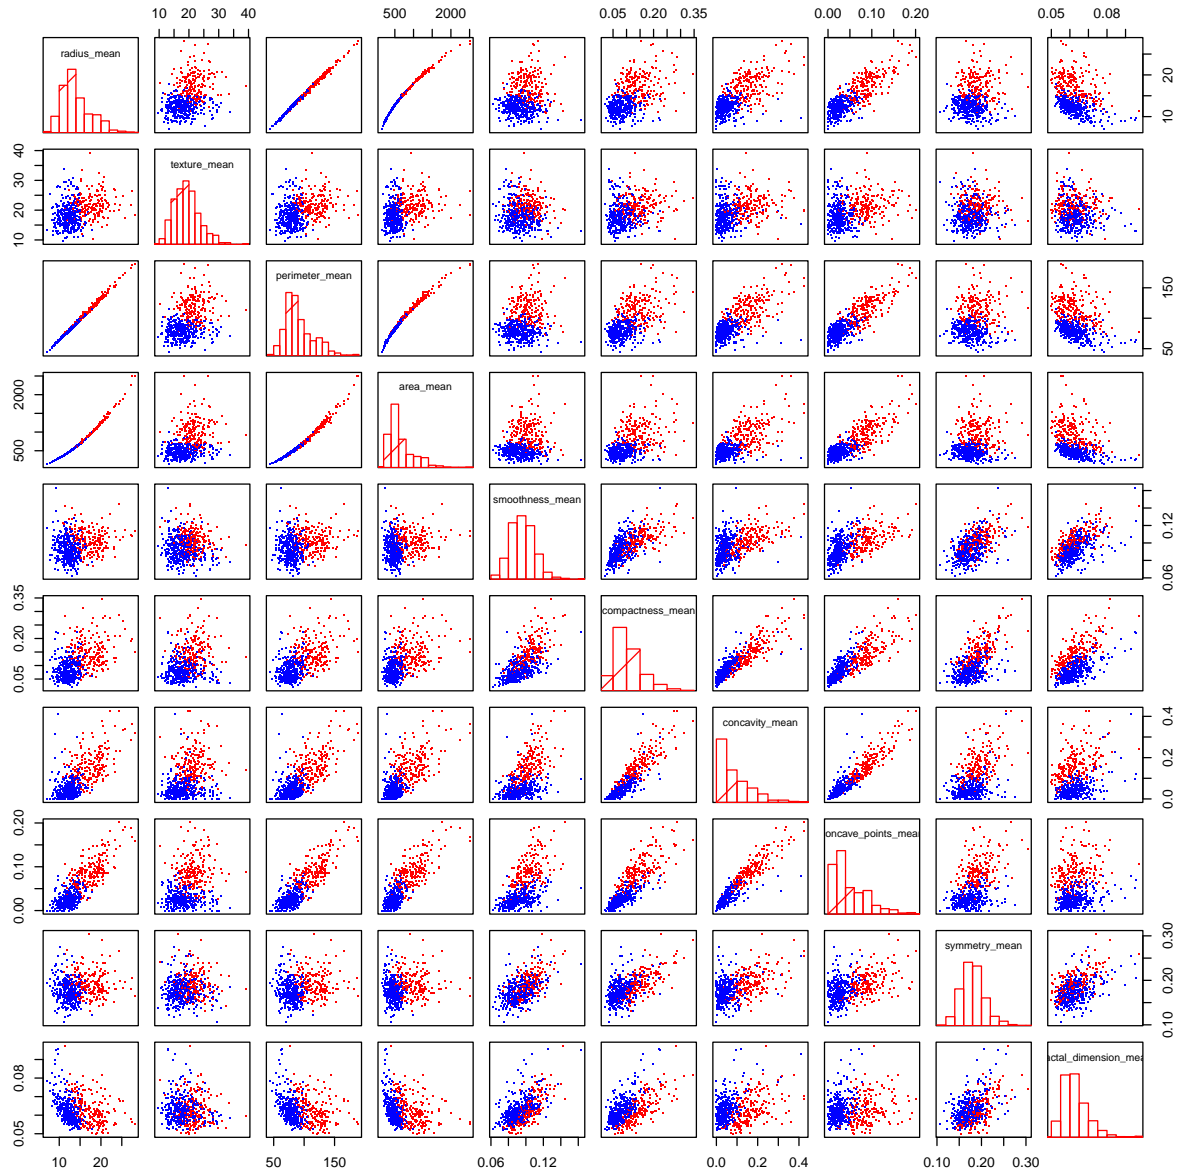 500 2000 0.05 0.20 0.35 0.00 0.10 0.20 0.05 0.08
10 20 30 40
radius_mean
10 20
texture_mean
10 20 30 40
perimeter_mean
50 150
area_mean
500 2000
smoothness_mean
0.06 0.12
compactness_mean
0.05 0.20 0.35
concavity_mean
0.0 0.2 0.4
oncave_points_mea
0.00 0.10 0.20
symmetry_mean
0.10 0.20 0.30
actal_dimension_mea
0.05 0.08
10 20 50 150 0.06 0.12 0.0 0.2 0.4 0.10 0.20 0.30